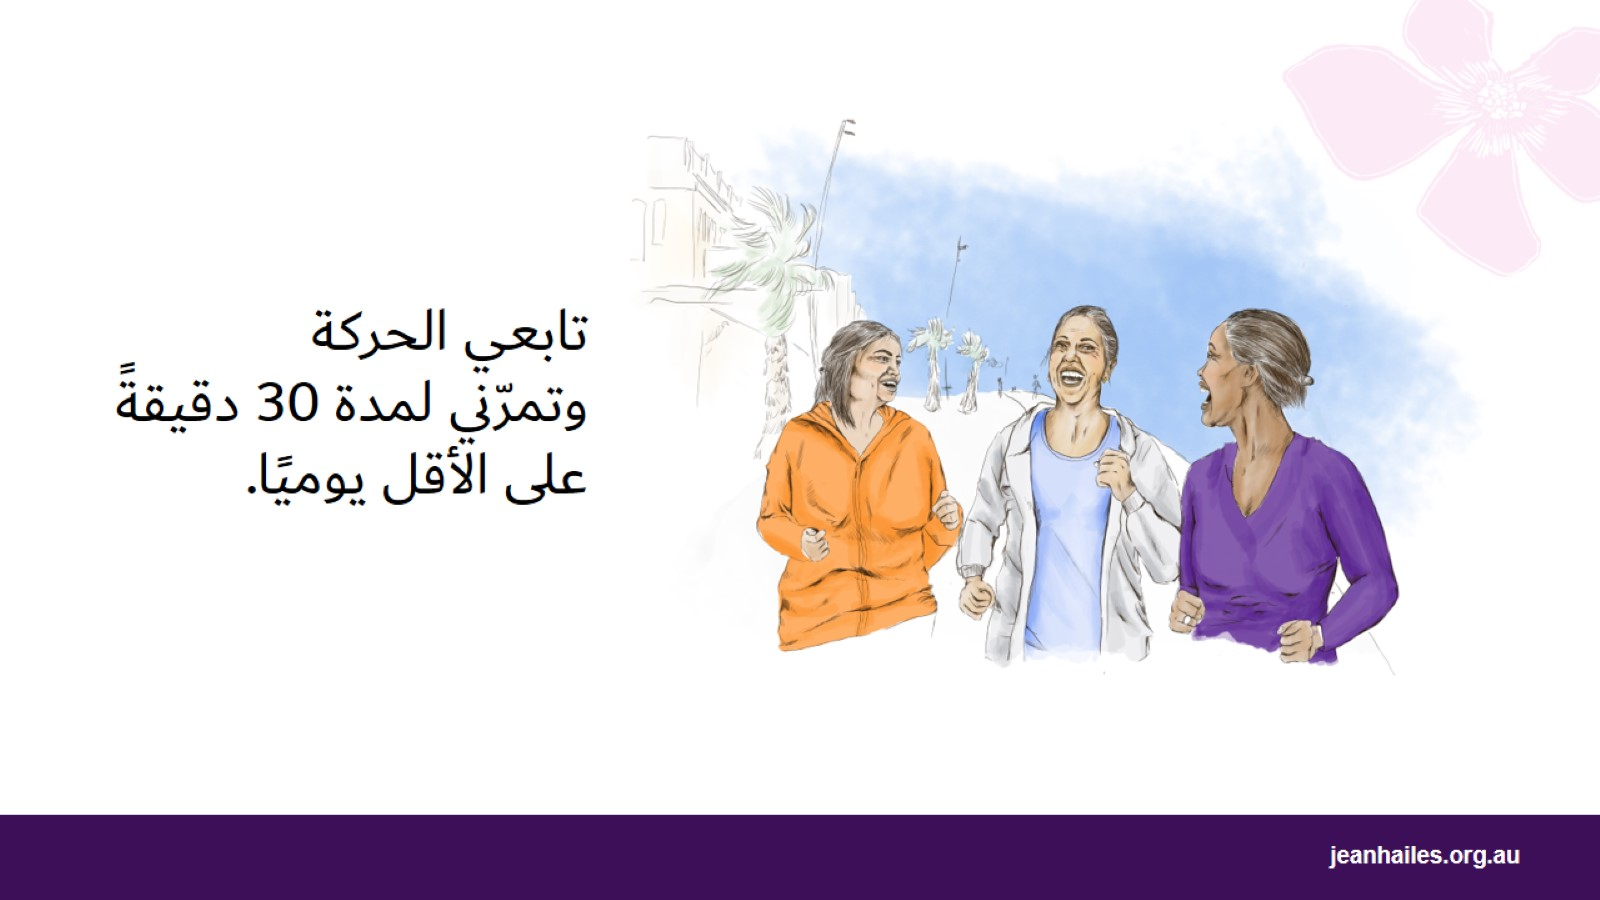 تابعي الحركة
وتمرّني لمدة 30 دقيقةً
على الأقل يوميًا.
jeanhailes.org.au